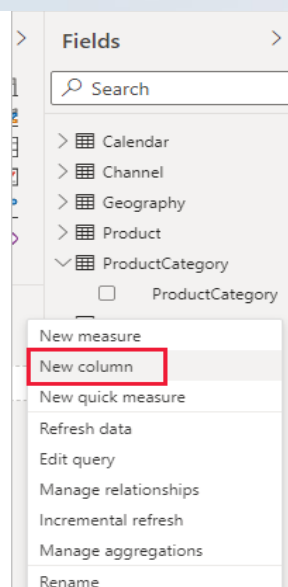 Fields
Search
Calendar
Channel
Geography
Product
ProductCategory
ProductCategory
New measure
New column
New quick measure
Refresh data
Edit query
Manage relationships
Incremental refresh
Manage aggregations
Rename